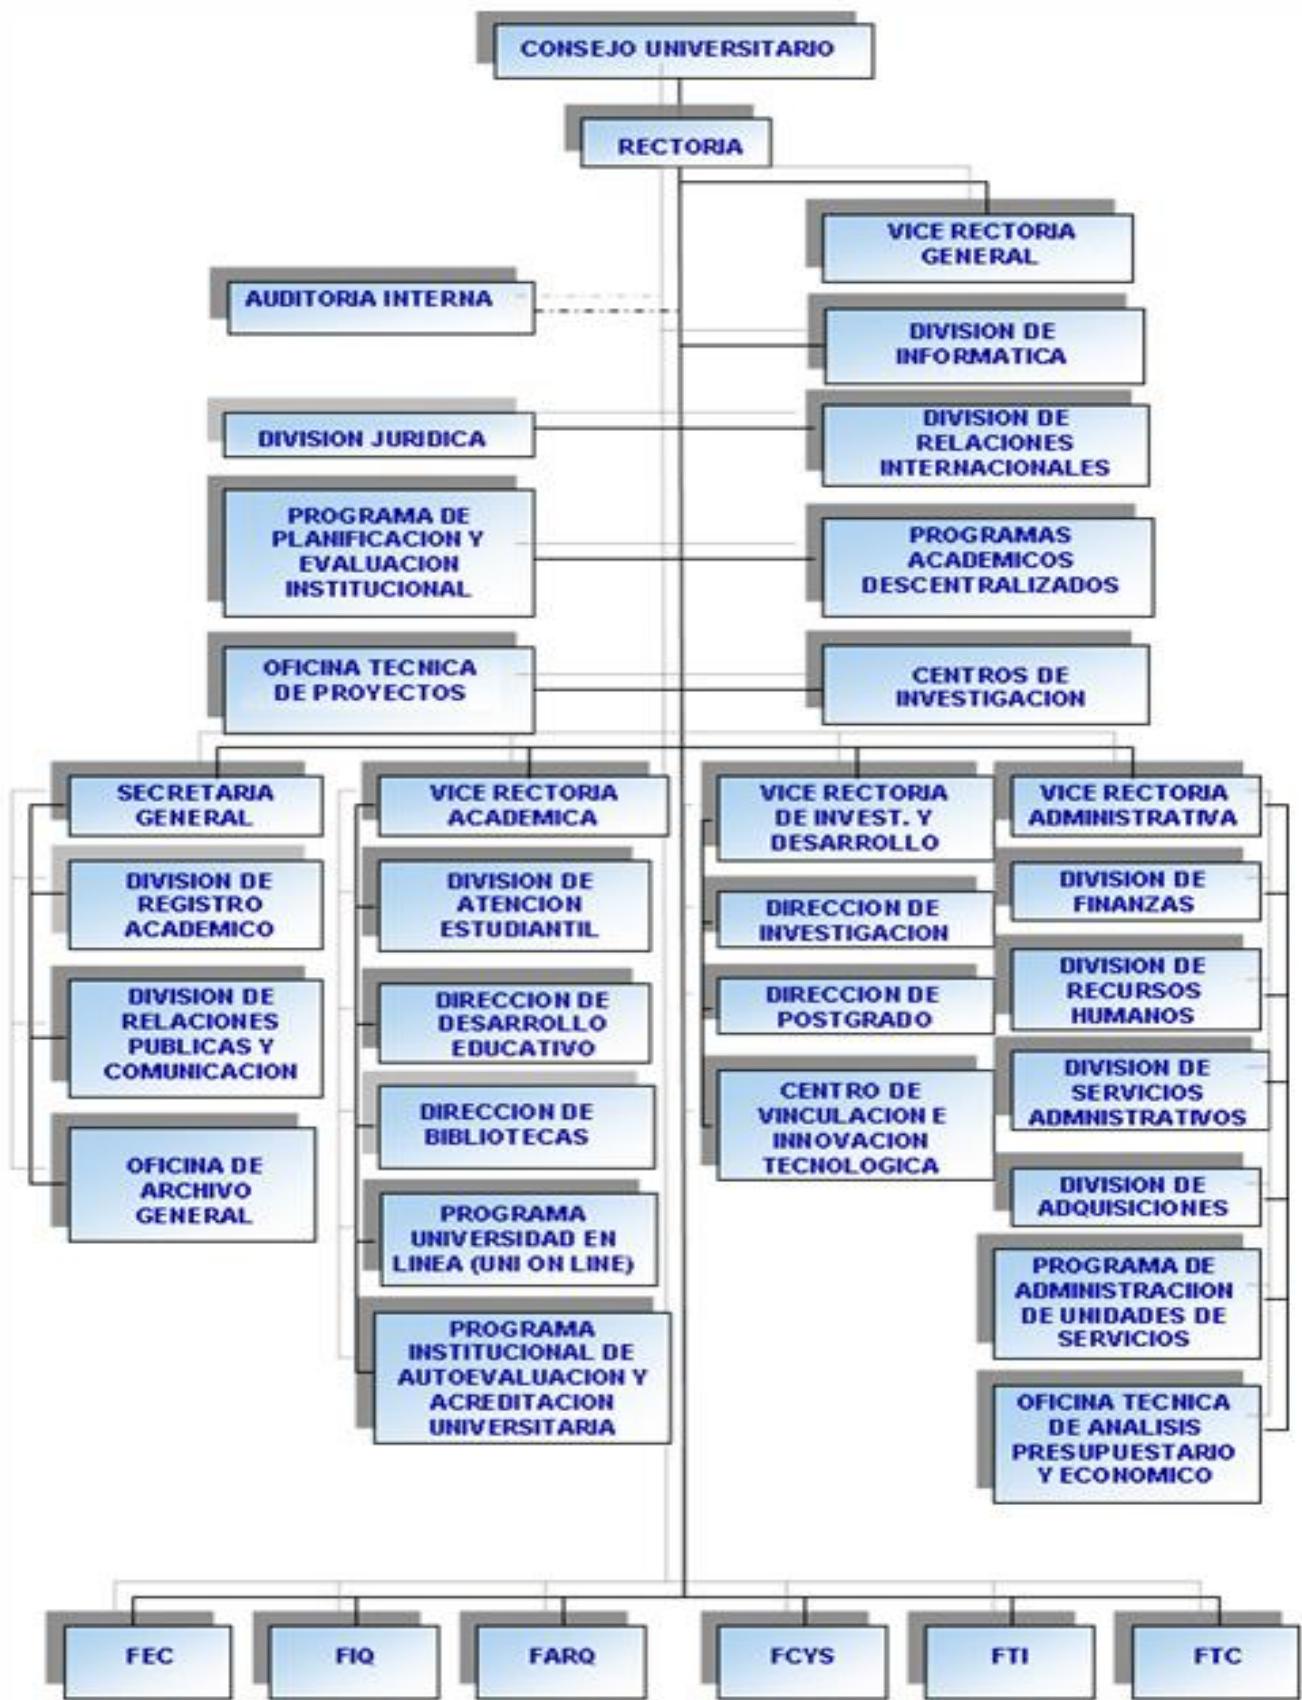 CONSEJO UNIVERSITARIO
RECTORIA
VICE RECTORIA
GENERAL
AUDITORIA INTERNA
DIVISION DE
INFORMATICA
DIVISION JURIDICA
DIVISION DE
RELACIONES
INTERNACIONALES
PROGRAMA DE
PLANIFICACION Y
EVALUACION
INSTITUCIONAL
PROGRAMAS
ACADEMICOS
DESCENTRALIZADOS
OFICINA TECNICA
DE PROYECTOS
CENTROS DE
INVESTIGACION
SECRETARIA
GENERAL
DIVISION DE
REGISTRO
ACADEMICO
DIVISION DE
RELACIONES
PUBLICAS Y
COMUNICACION
OFICINA DE
ARCHIVO
GENERAL
VICE RECTORIA
ACADEMICA
DIVISION DE
ATENCION
ESTUDIANTIL
DIRECCION DE
DESARROLLO
EDUCATIVO
DIRECCION DE
BIBLIOTECAS
PROGRAMA
UNIVERSIDAD EN
LINEA (UNI ON LINE)
PROGRAMA
INSTITUCIONAL DE
AUTOEVALUACION Y
ACREDITACION
UNIVERSITARIA
VICE RECTORIA
DE INVEST. Y
DESARROLLO
DIRECCION DE
INVESTIGACION
DIRECCION DE
POSTGRADO
CENTRO DE
VINCULACION E
INNOVACION
TECNOLOGICA
VICE RECTORIA
ADMINISTRATIVA
DIVISION DE
FINANZAS
DIVISION DE
RECURSOS
HUMANOS
DIVISION DE
SERVICIOS
ADMNISTRATIVOS
DIVISION DE
ADQUISICIONES
PROGRAMA DE
ADMINISTRACIION
DE UNIDADES DE
SERVICIOS
OFICINA TECNICA
DE ANALISIS
PRESUPUESTARIO
Y ECONOMICO
FEC
FIQ
FARQ
FCYS
FTI
FTC